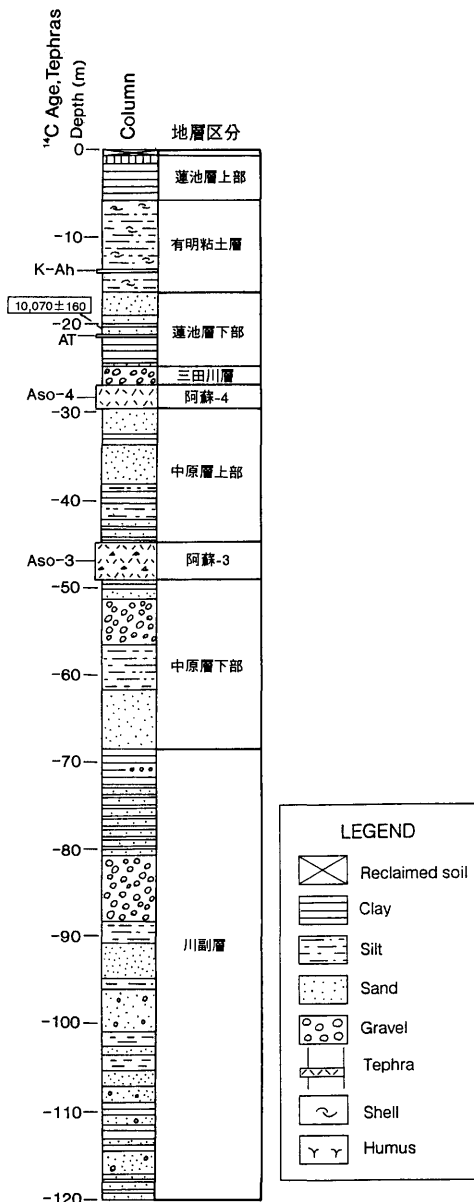 ¹⁴C Age,Tephras
Depth (m)
Column
地層区分
0
蓮池層上部
-10
有明粘土層
K-Ah
10,070±160
-20
蓮池層下部
AT
三田川層
Aso-4
阿蘇-4
-30
中原層上部
-40
Aso-3
阿蘇-3
-50
中原層下部
-60
-70
-80
川副層
-90
-100
-110
-120
LEGEND
Reclaimed soil
Clay
Silt
Sand
Gravel
Tephra
Shell
Humus